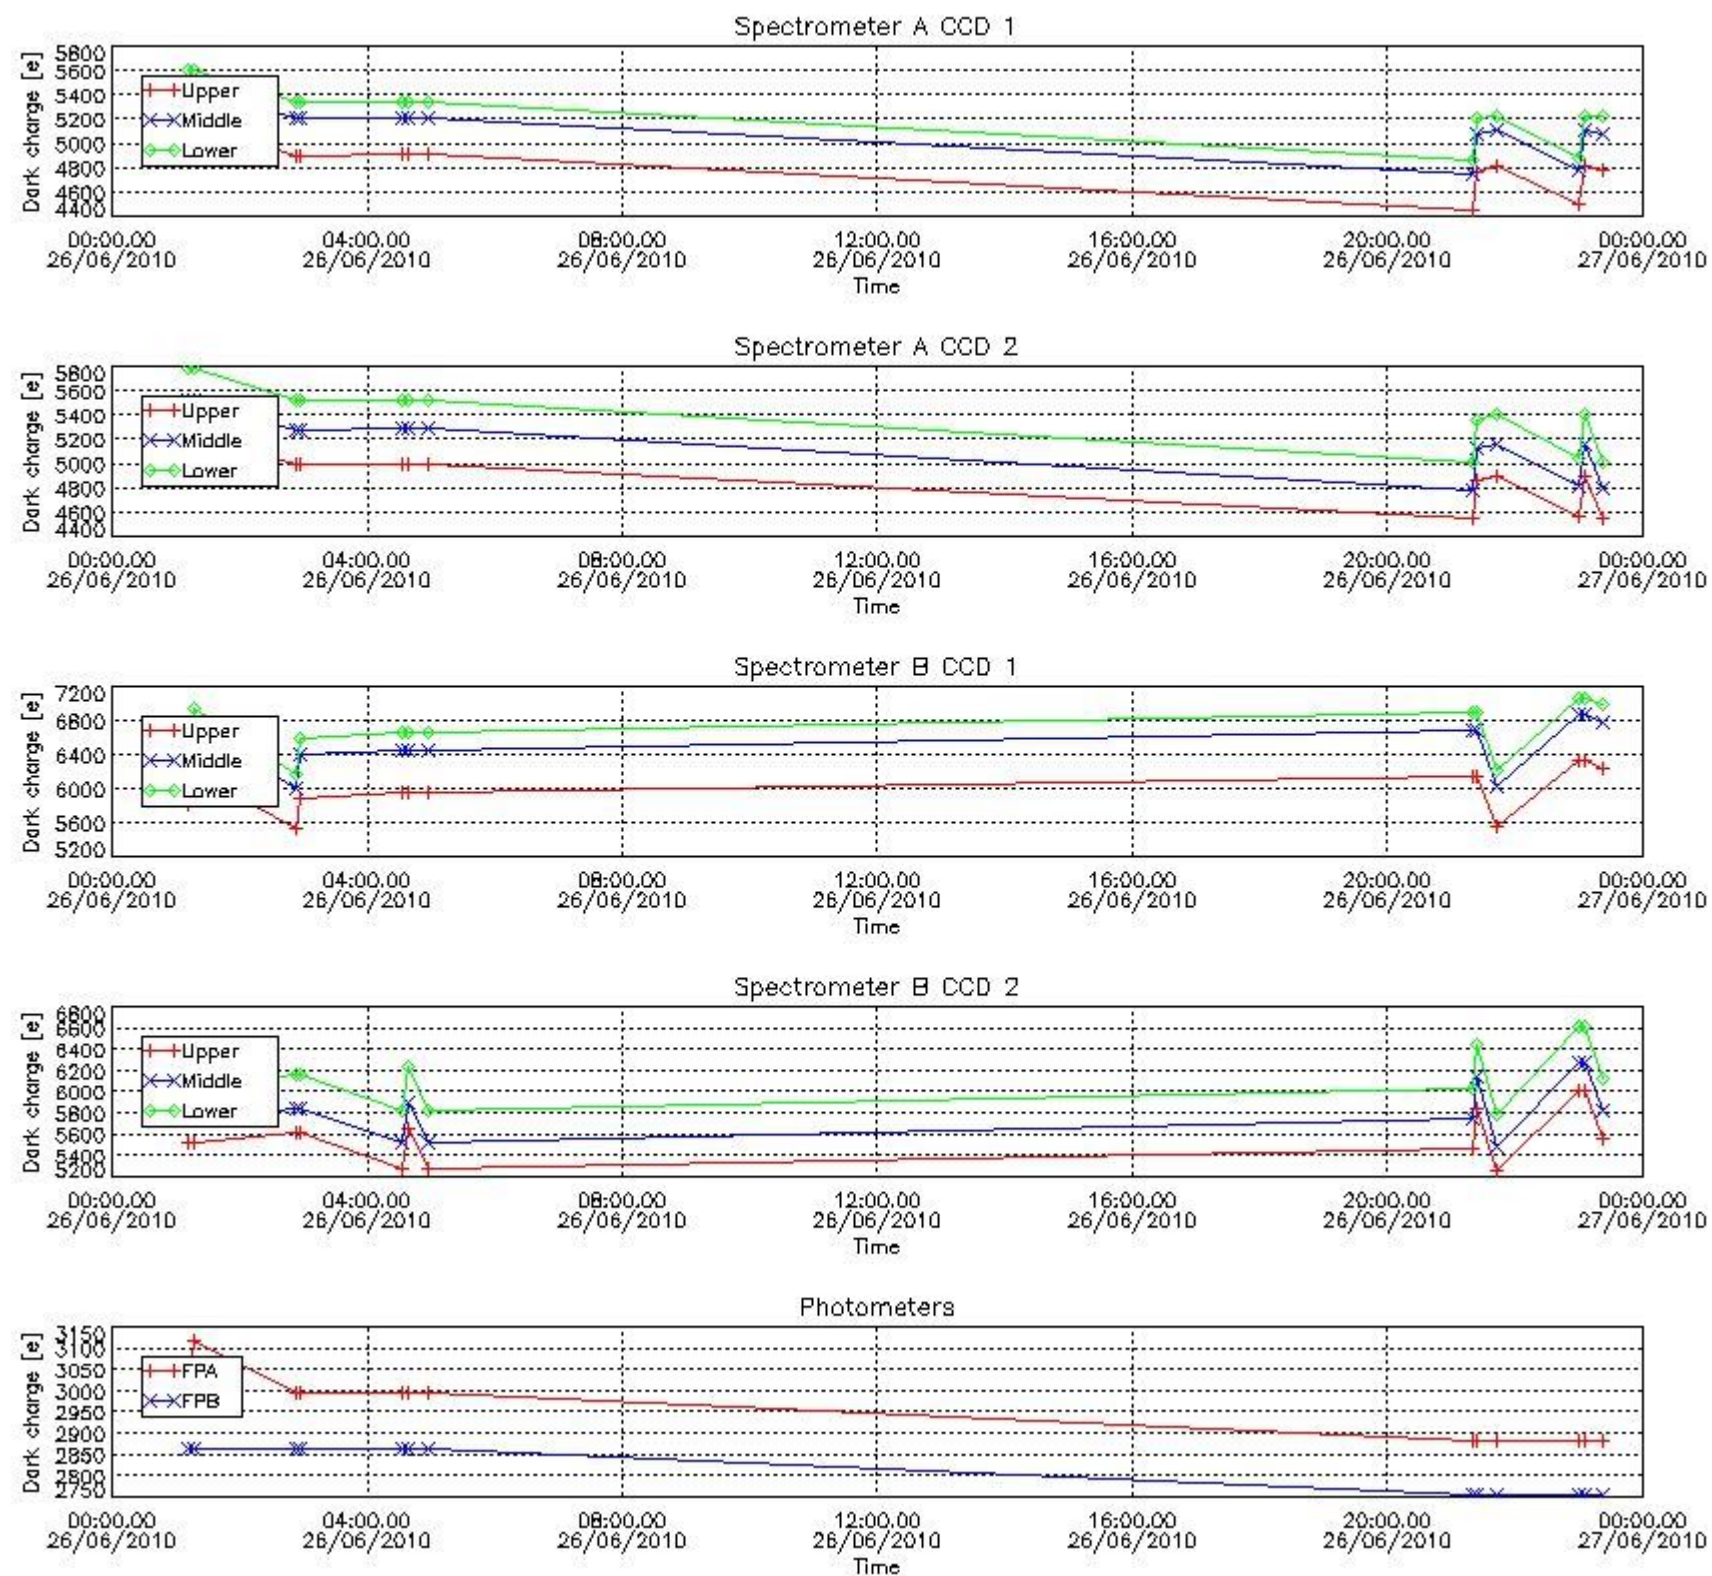 Spectrometer A CCD 1
Dark charge [e]
5800
5600
5400
5200
5000
4800
4600
4400
Upper
Middle
Lower
00:00.00 04:00.00 08:00.00 12:00.00 16:00.00 20:00.00 00:00.00
26/06/2010 26/06/2010 26/06/2010 26/06/2010 26/06/2010 26/06/2010 27/06/2010
Time
Spectrometer A CCD 2
Dark charge [e]
5800
5600
5400
5200
5000
4800
4600
4400
Upper
Middle
Lower
00:00.00 04:00.00 08:00.00 12:00.00 16:00.00 20:00.00 00:00.00
26/06/2010 26/06/2010 26/06/2010 26/06/2010 26/06/2010 26/06/2010 27/06/2010
Time
Spectrometer B CCD 1
Dark charge [e]
7200
6800
6400
6000
5600
5200
Upper
Middle
Lower
00:00.00 04:00.00 08:00.00 12:00.00 16:00.00 20:00.00 00:00.00
26/06/2010 26/06/2010 26/06/2010 26/06/2010 26/06/2010 26/06/2010 27/06/2010
Time
Spectrometer B CCD 2
Dark charge [e]
6800
6600
6400
6200
6000
5800
5600
5400
5200
Upper
Middle
Lower
00:00.00 04:00.00 08:00.00 12:00.00 16:00.00 20:00.00 00:00.00
26/06/2010 26/06/2010 26/06/2010 26/06/2010 26/06/2010 26/06/2010 27/06/2010
Time
Photometers
Dark charge [e]
3150
3100
3050
3000
2950
2900
2850
2800
2750
FPA
FPB
00:00.00 04:00.00 08:00.00 12:00.00 16:00.00 20:00.00 00:00.00
26/06/2010 26/06/2010 26/06/2010 26/06/2010 26/06/2010 26/06/2010 27/06/2010
Time